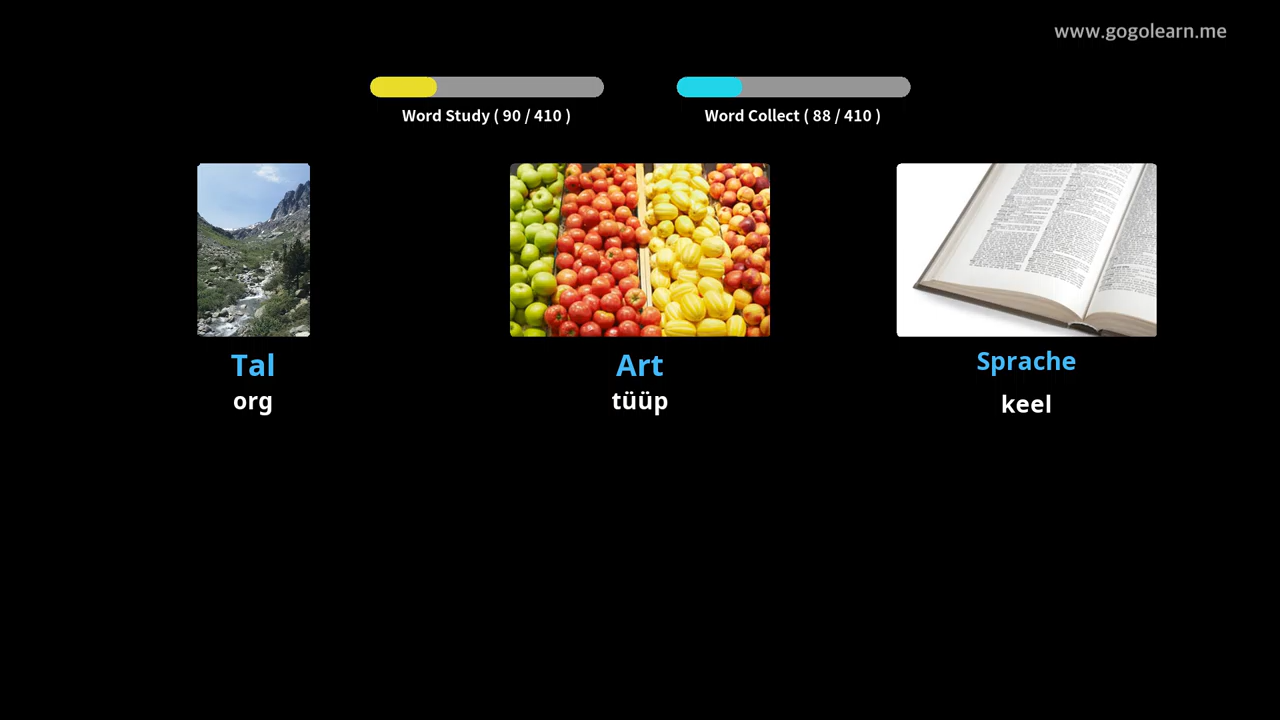 www.gogolearn.me
Word Study ( 90 / 410 )
Word Collect ( 88 / 410 )
Tal
org
Art
tüüp
Sprache
keel